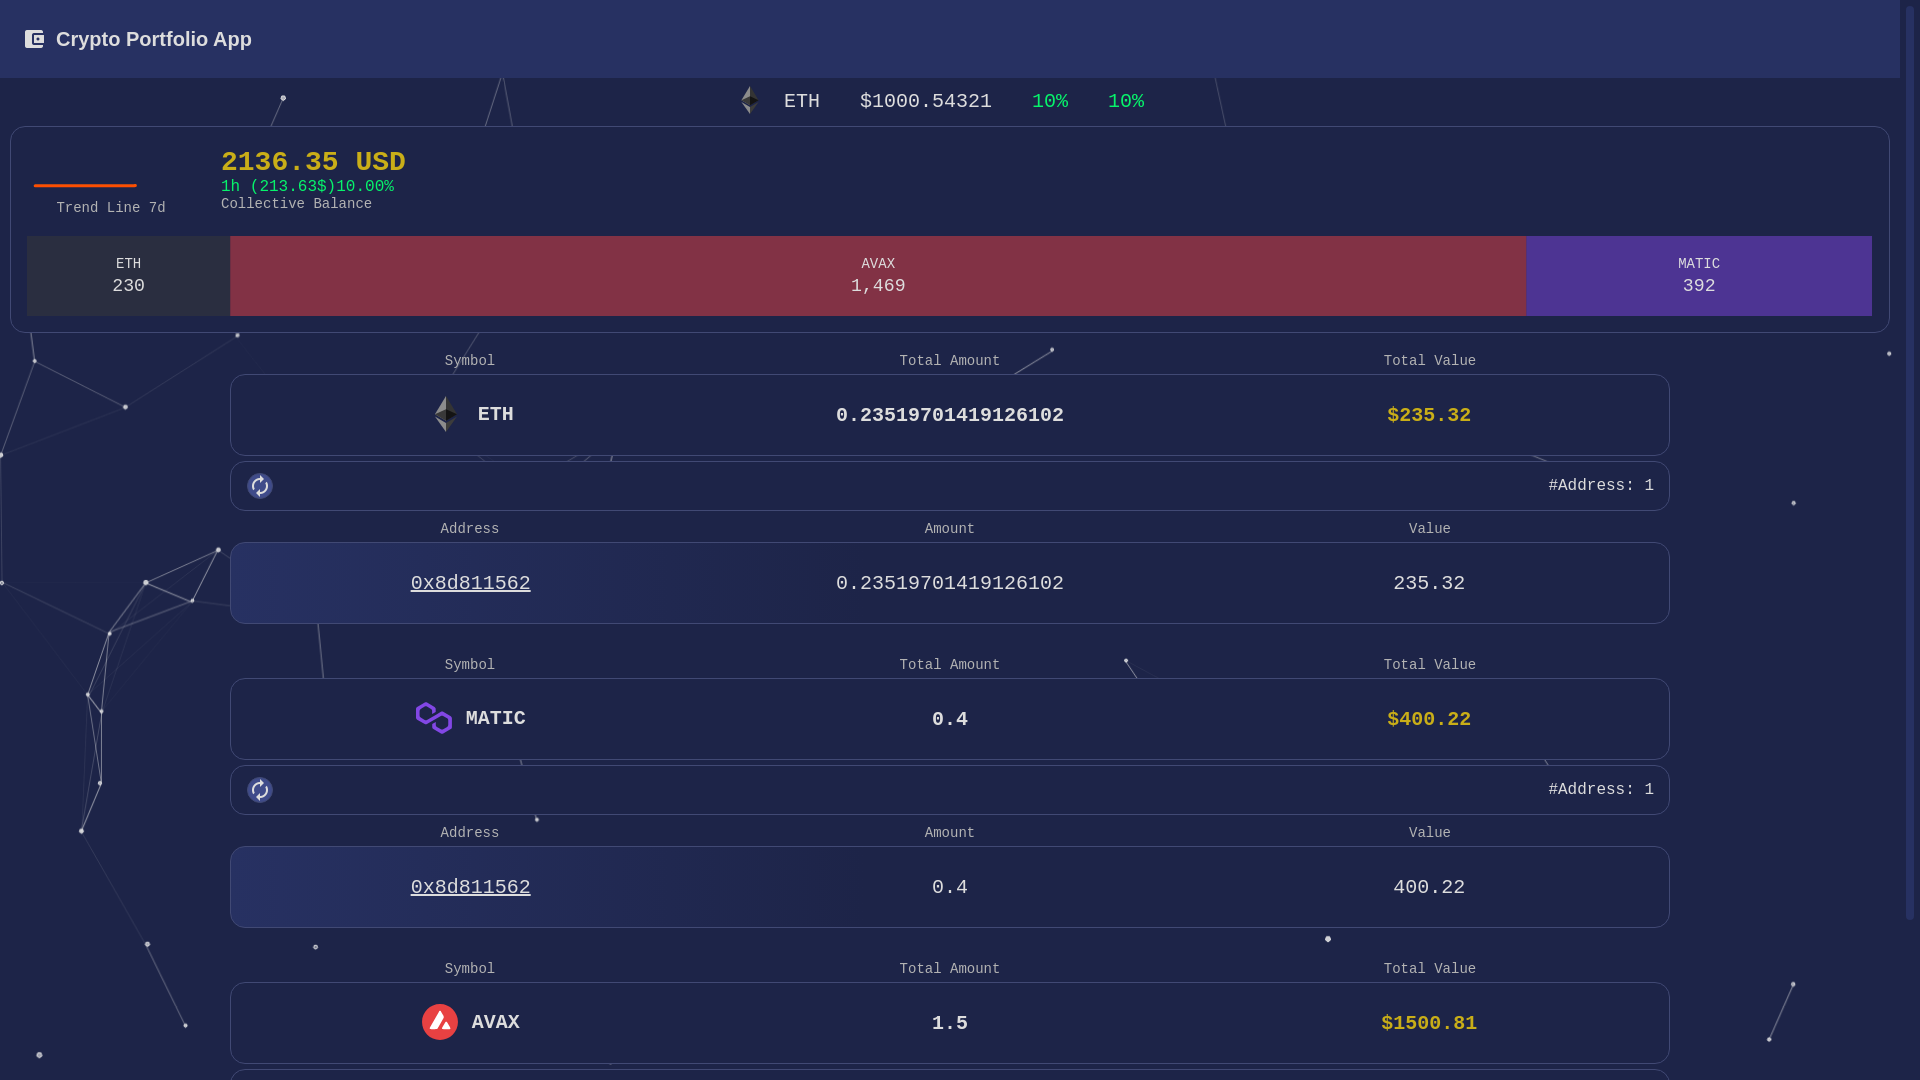 Crypto Portfolio App
ETH $1000.54321 10% 10%
2136.35 USD
1h (213.63$)10.00%
Collective Balance
Trend Line 7d
ETH AVAX MATIC
230 1,469 392
Symbol Total Amount Total Value
ETH 0.23519701419126102 $235.32
#Address: 1
Address Amount Value
0x8d811562 0.23519701419126102 235.32
Symbol Total Amount Total Value
MATIC 0.4 $400.22
#Address: 1
Address Amount Value
0x8d811562 0.4 400.22
Symbol Total Amount Total Value
AVAX 1.5 $1500.81